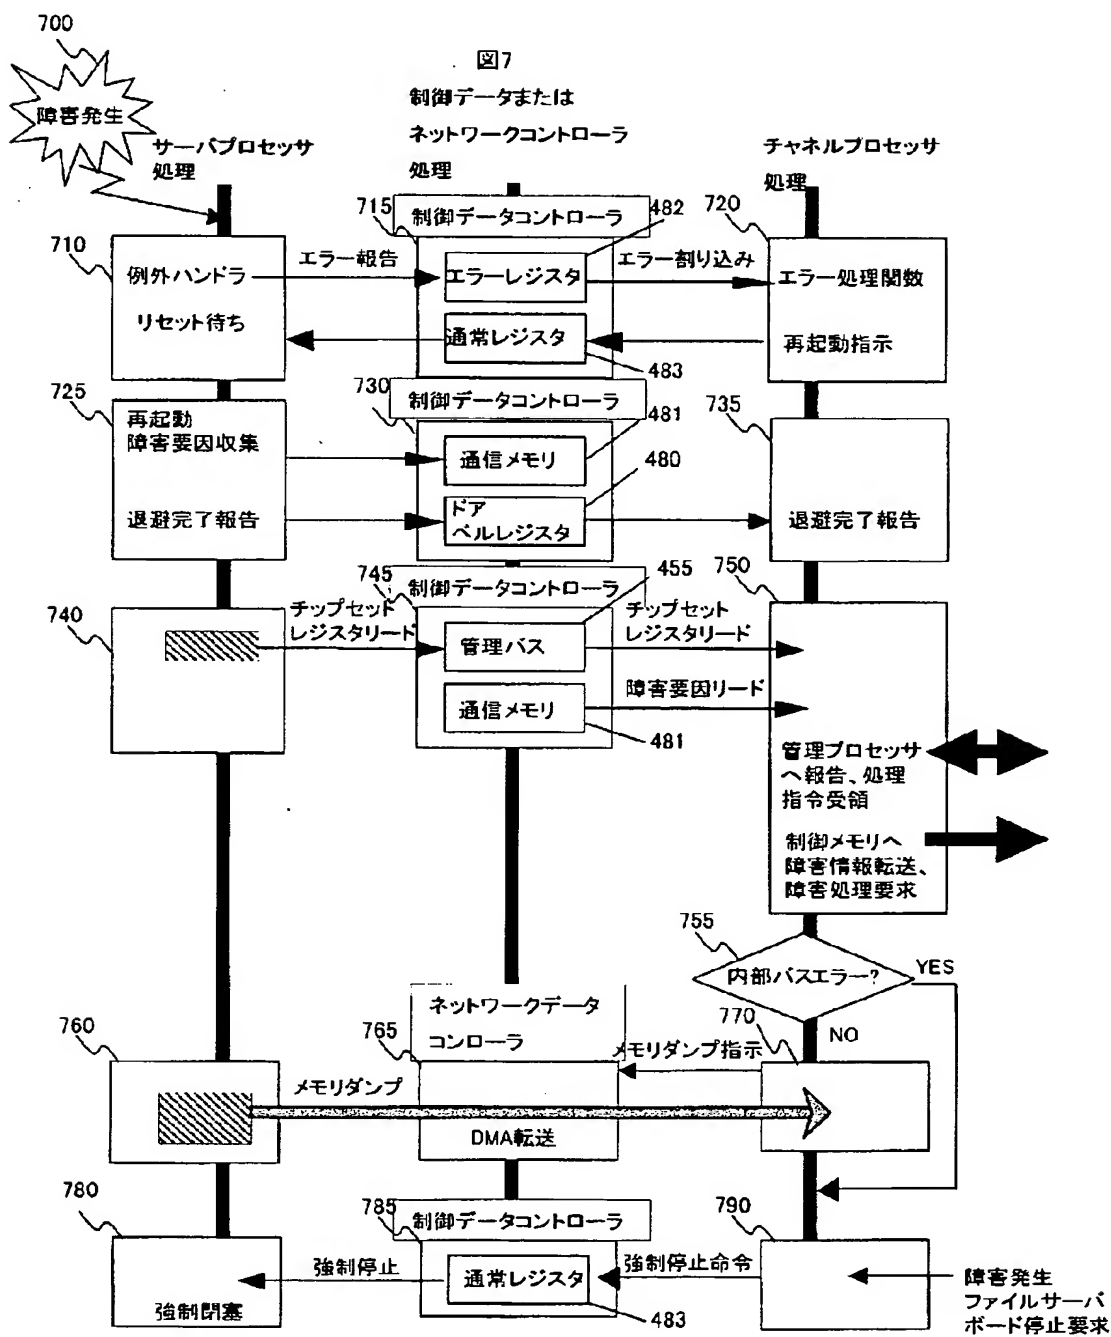 700
図7
障害発生
制御データまたは
ネットワークコントローラ
処理
サーバプロセッサ
処理
チャネルプロセッサ
処理
715
制御データコントローラ
482
720
710
例外ハンドラ
エラー報告
エラーレジスタ
エラー割り込み
エラー処理関数
リセット待ち
通常レジスタ
再起動指示
483
725
730
制御データコントローラ
481
735
再起動
障害要因収集
通信メモリ
480
退避完了報告
ドア
ベルレジスタ
退避完了報告
745
制御データコントローラ
455
750
740
チップセット
レジスタリード
管理バス
チップセット
レジスタリード
通信メモリ
障害要因リード
481
管理プロセッサ
へ報告、処理
指令受領
制御メモリへ
障害情報転送、
障害処理要求
755
内部バスエラー?
YES
NO
ネットワークデータ
コントローラ
760
765
770
メモリダンプ指示
メモリダンプ
DMA転送
780
785
制御データコントローラ
790
強制停止
通常レジスタ
強制停止命令
強制閉塞
483
障害発生
ファイルサーバ
ボード停止要求